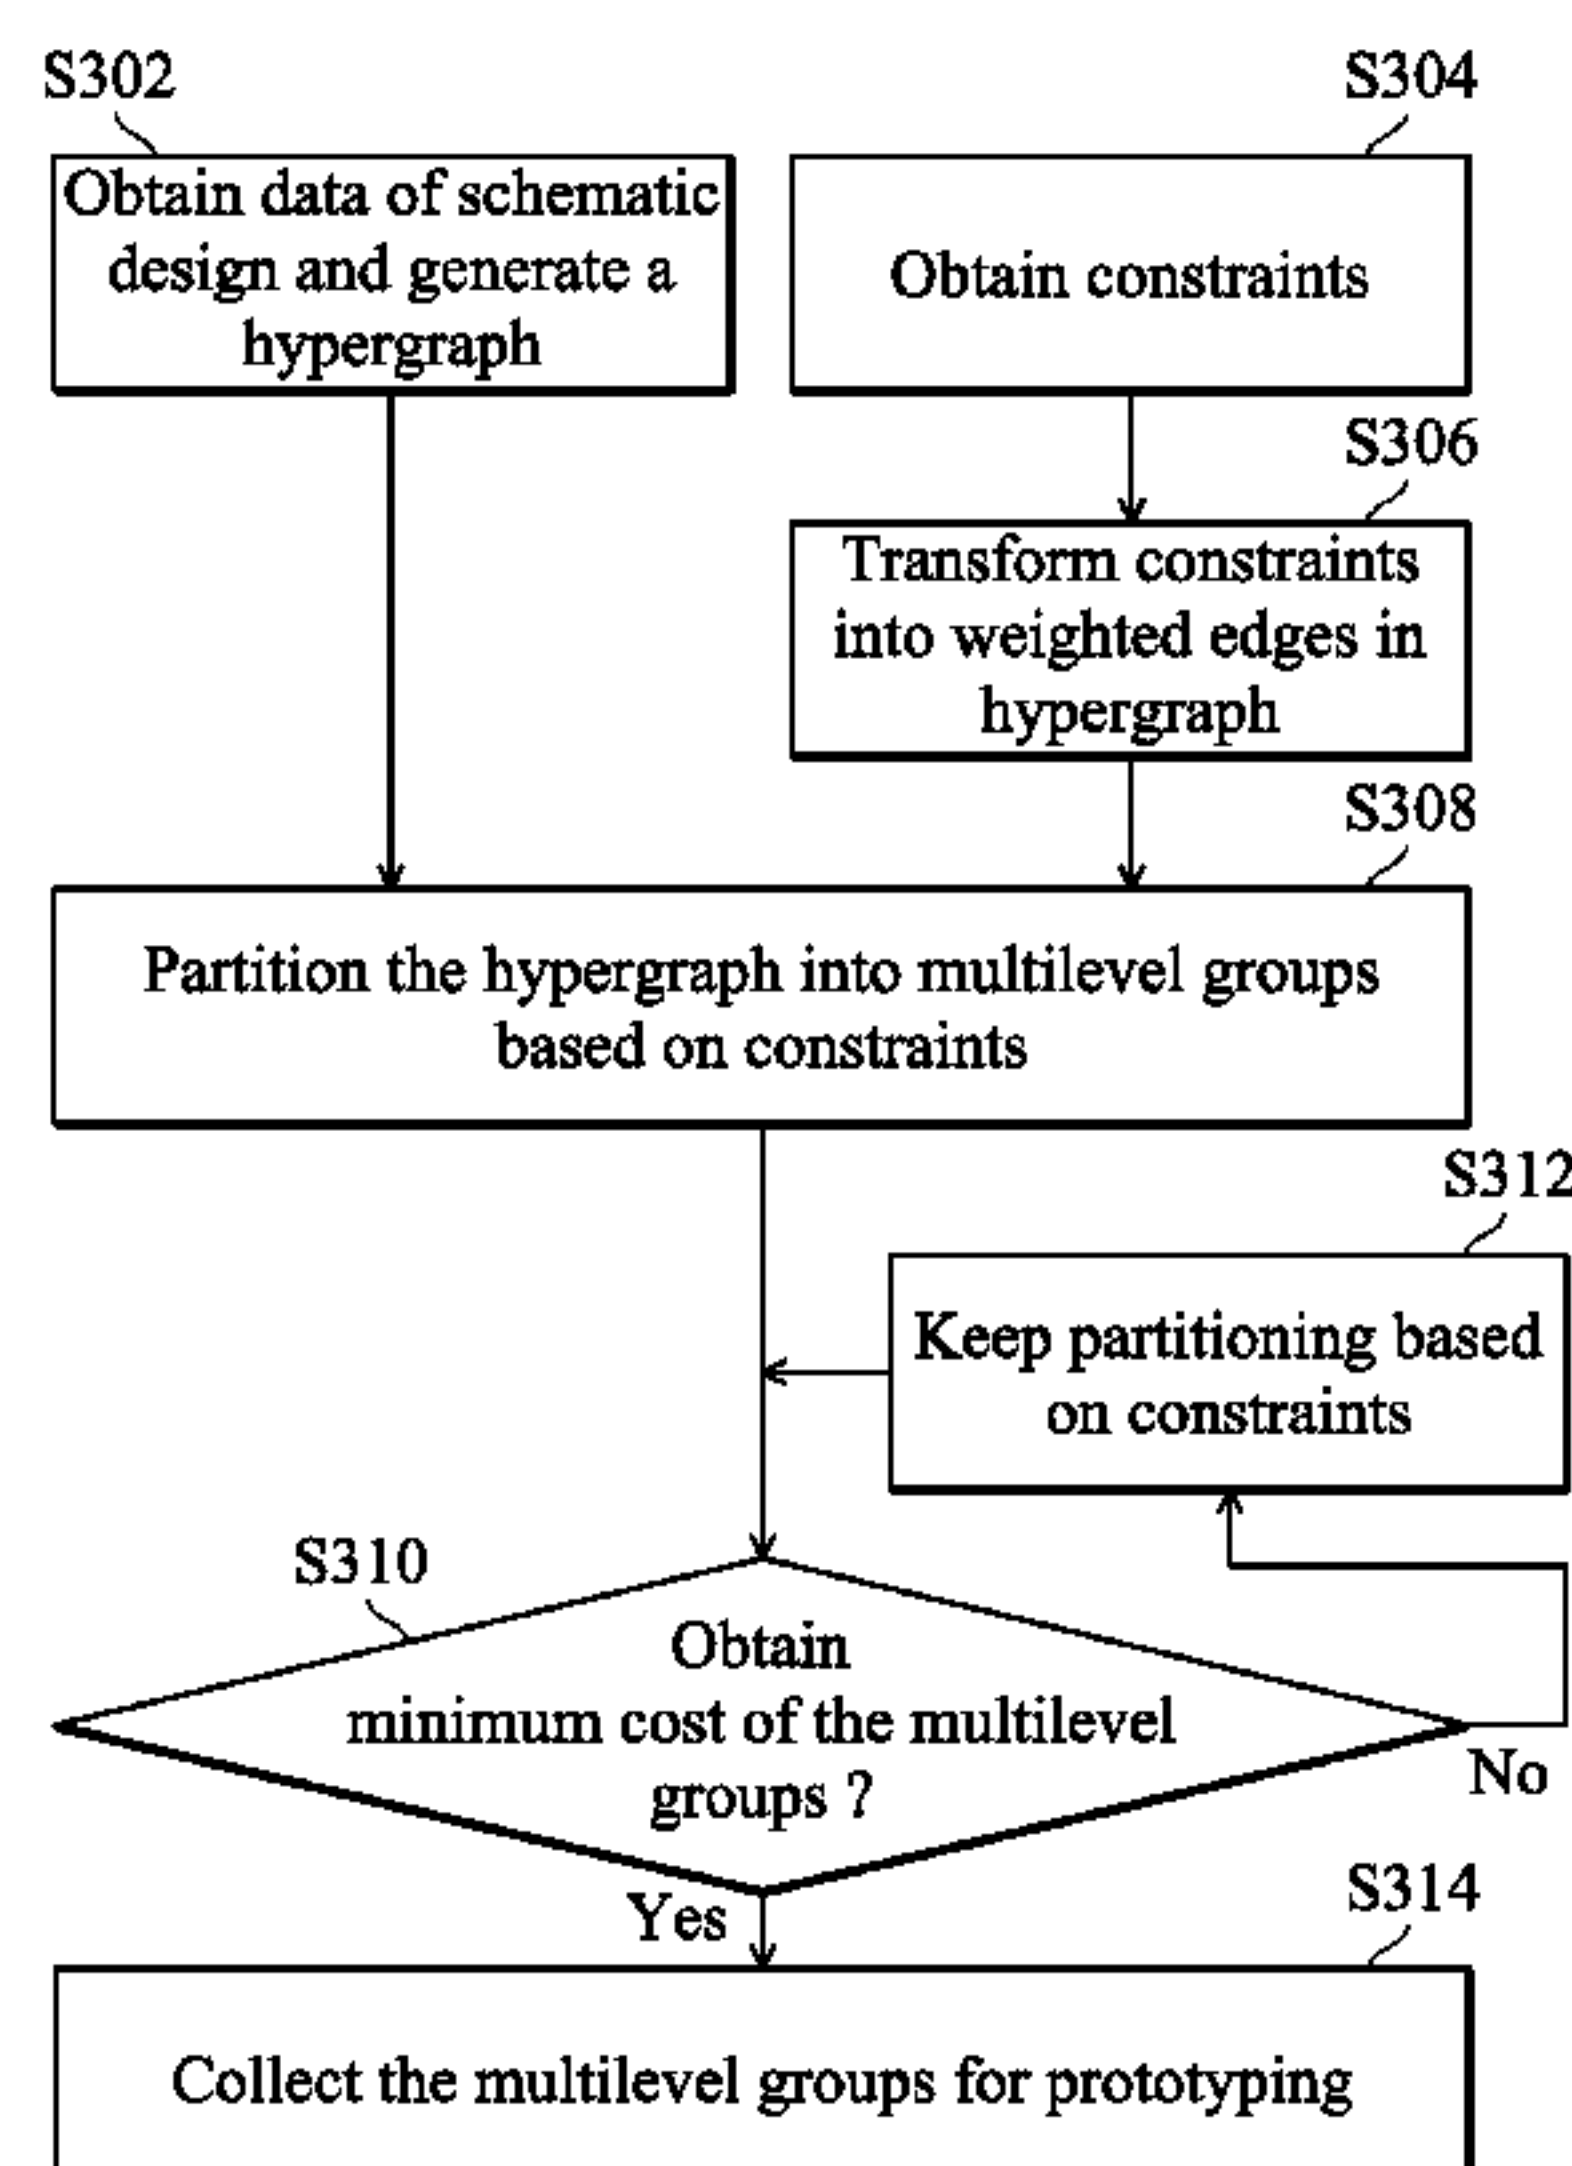 S302
Obtain data of schematic
design and generate a
hypergraph
S304
Obtain constraints
S306
Transform constraints
into weighted edges in
hypergraph
S308
Partition the hypergraph into multilevel groups
based on constraints
S312
Keep partitioning based
on constraints
S310
Obtain
minimum cost of the multilevel
groups ?
No
Yes
S314
Collect the multilevel groups for prototyping